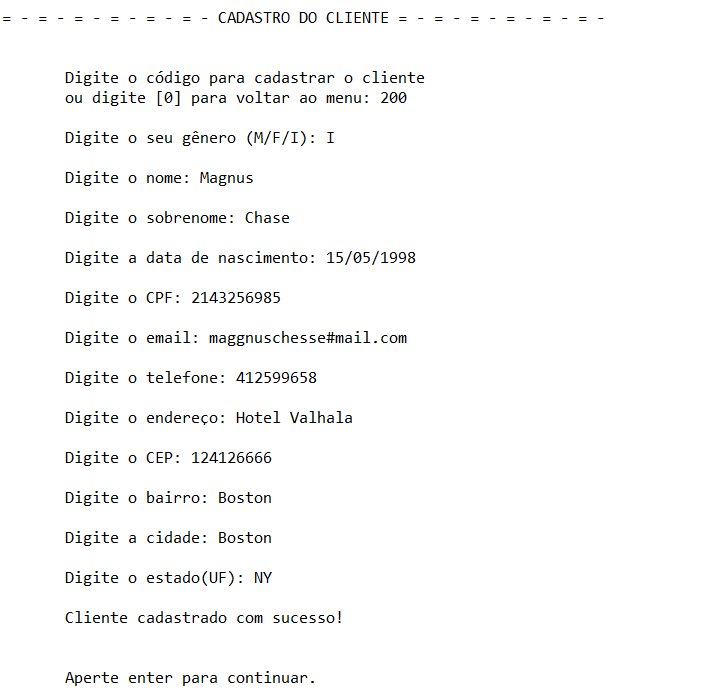 = - = - = - = - = - = - CADASTRO DO CLIENTE = - = - = - = - = - = -
Digite o código para cadastrar o cliente
ou digite [0] para voltar ao menu: 200
Digite o seu gênero (M/F/I): I
Digite o nome: Magnus
Digite o sobrenome: Chase
Digite a data de nascimento: 15/05/1998
Digite o CPF: 2143256985
Digite o email: maggnuschesse#mail.com
Digite o telefone: 412599658
Digite o endereço: Hotel Valhala
Digite o CEP: 124126666
Digite o bairro: Boston
Digite a cidade: Boston
Digite o estado(UF): NY
Cliente cadastrado com sucesso!
Aperte enter para continuar.